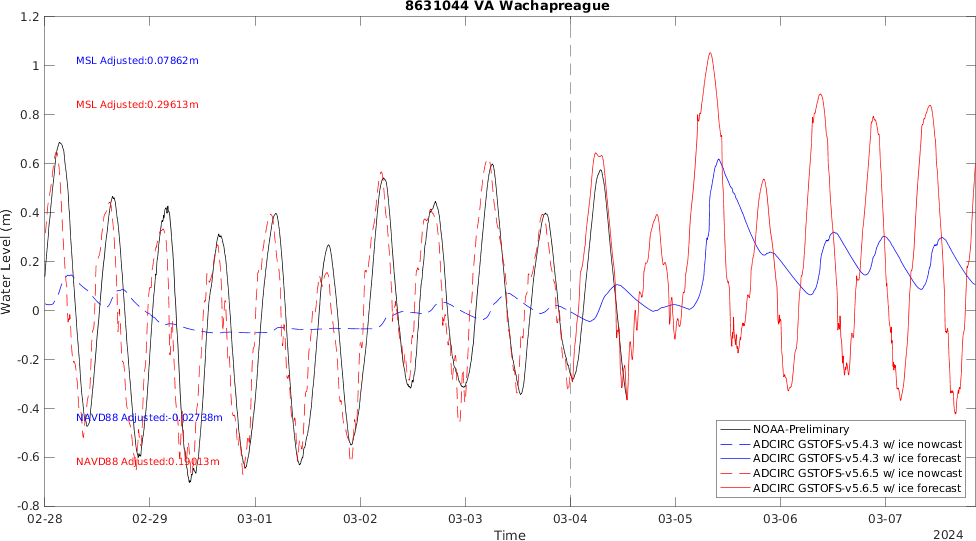 8631044 VA Wachapreague
1.2
1
0.8
0.6
0.4
0.2
0
-0.2
-0.4
-0.6
-0.8
Water Level (m)
MSL Adjusted:0.07862m
MSL Adjusted:0.29613m
NAVD88 Adjusted:-0.02738m
NAVD88 Adjusted:0.19013m
NOAA-Preliminary
ADCIRC GSTOFS-v5.4.3 w/ ice nowcast
ADCIRC GSTOFS-v5.4.3 w/ ice forecast
ADCIRC GSTOFS-v5.6.5 w/ ice nowcast
ADCIRC GSTOFS-v5.6.5 w/ ice forecast
02-28 02-29 03-01 03-02 03-03 03-04 03-05 03-06 03-07
Time
2024